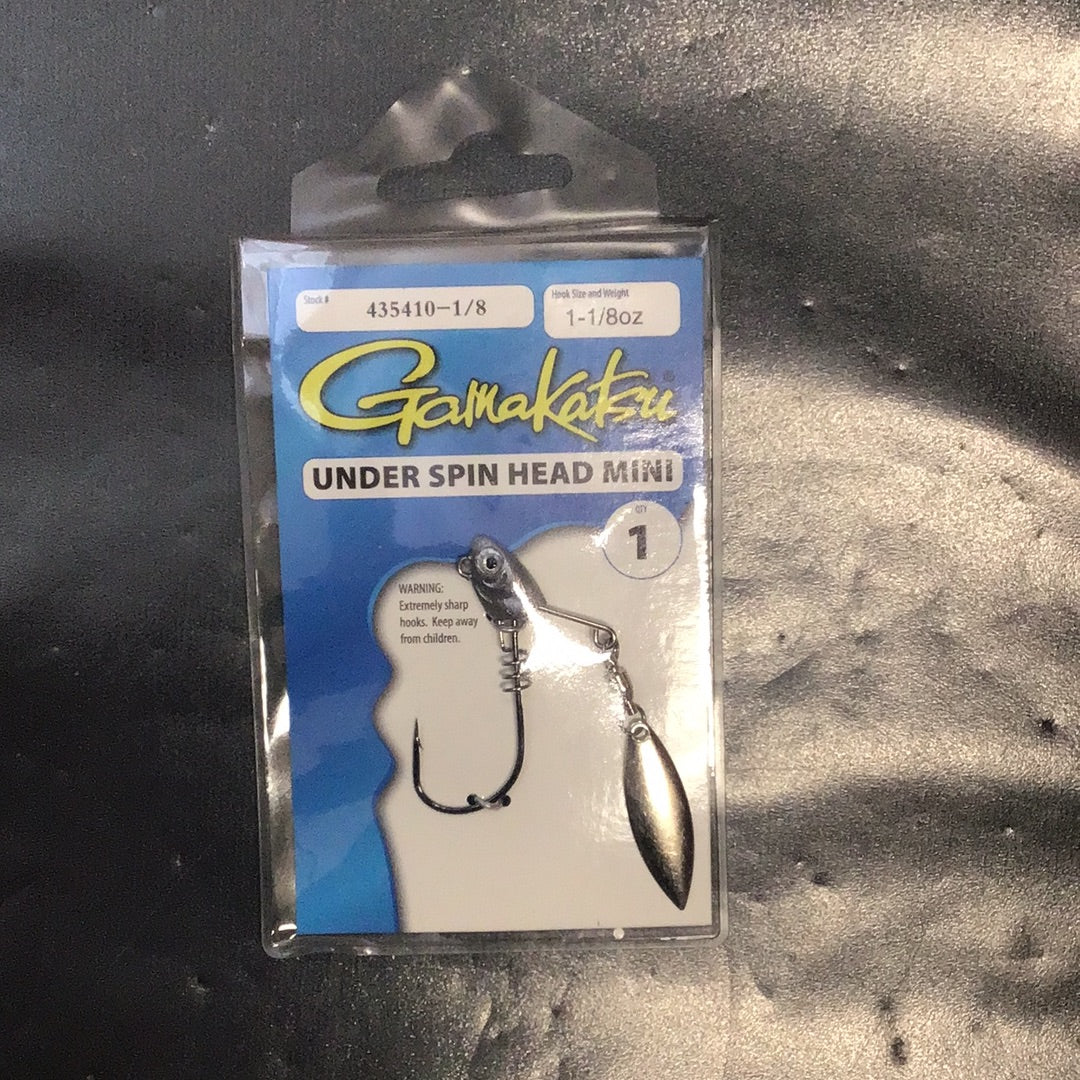 Stock #
435410-1/8
Hook Size and Weight
1-1/8oz
Gamakatsu®
UNDER SPIN HEAD MINI
QTY
1
WARNING:
Extremely sharp
hooks. Keep away
from children.